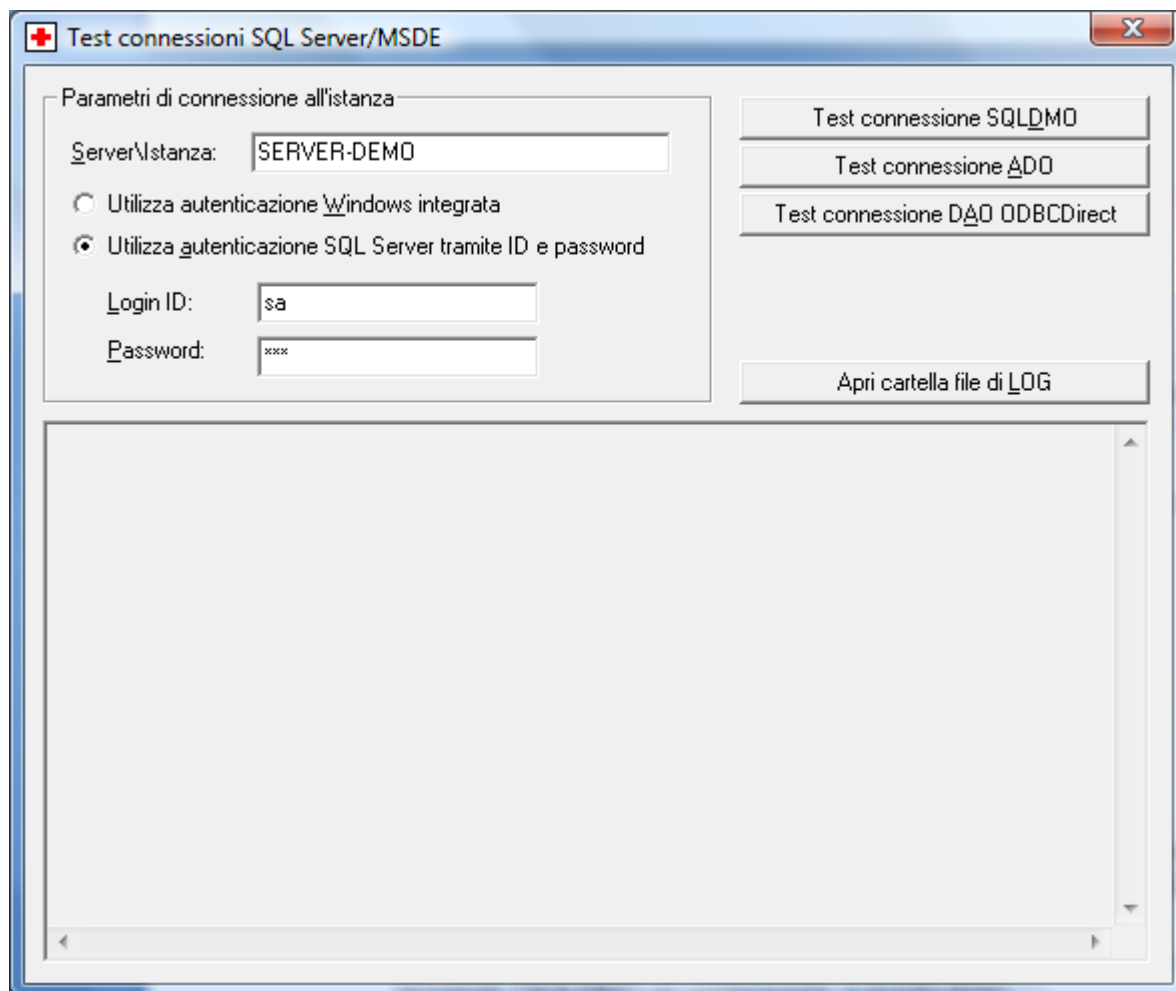 Test connessioni SQL Server/MSDE
Parametri di connessione all'istanza
Server\Istanza: SERVER-DEMO
Utilizza autenticazione Windows integrata
Utilizza autenticazione SQL Server tramite ID e password
Login ID: sa
Password: ***
Test connessione SQLDMO
Test connessione ADO
Test connessione DAO ODBCDirect
Apri cartella file di LOG